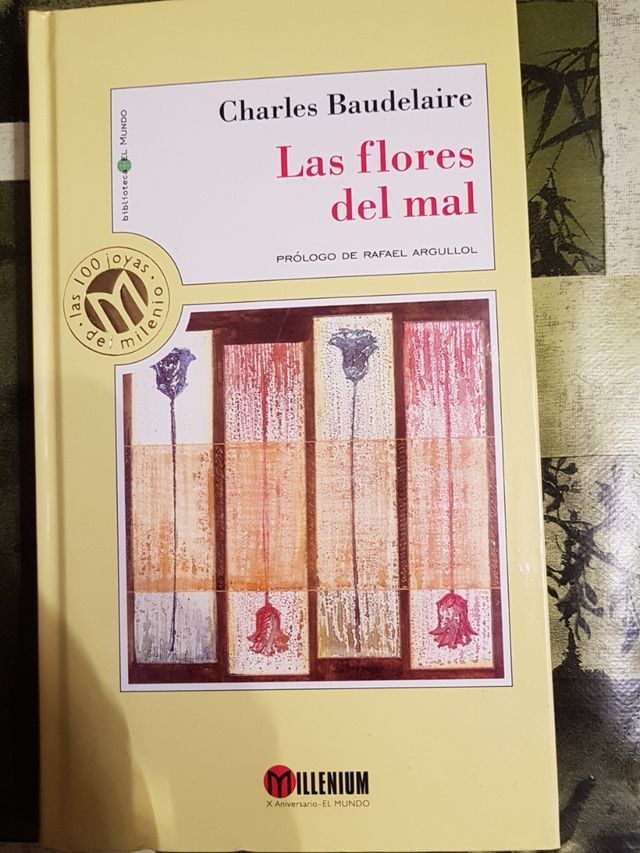 Charles Baudelaire
Las flores
del mal
PRÓLOGO DE RAFAEL ARGULLOL
biblioteca EL MUNDO
· las 100 joyas ·
del milenio
M
MILLENIUM
X Aniversario - EL MUNDO